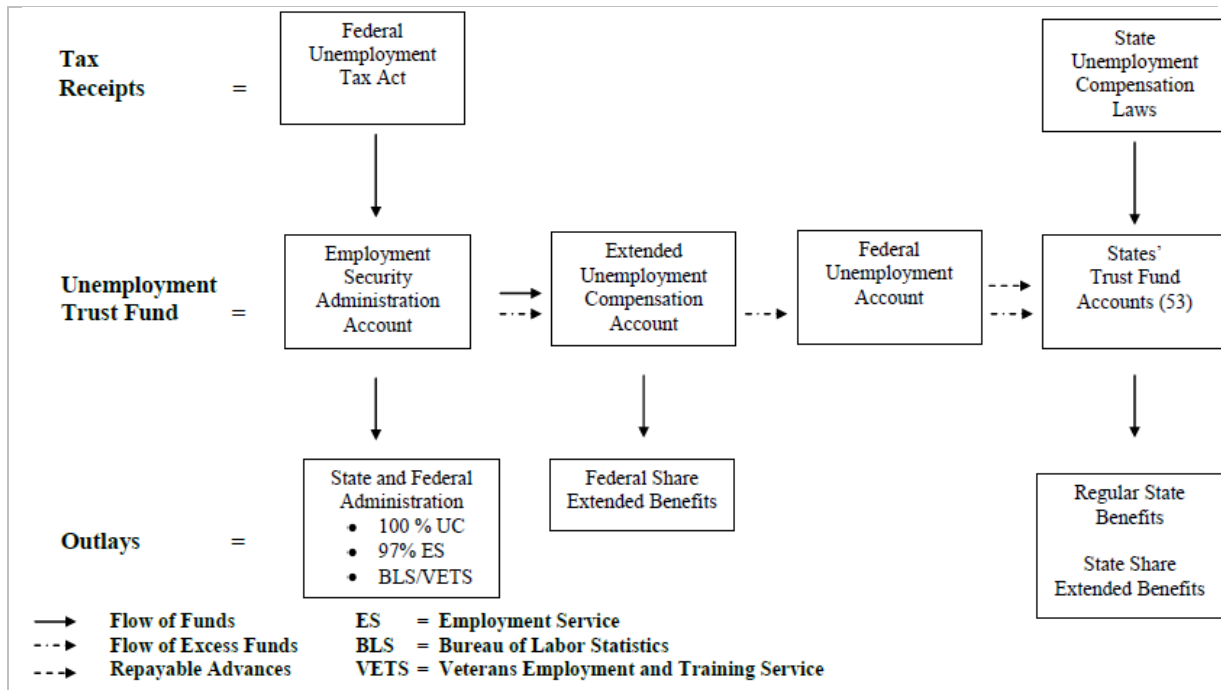 Tax
Receipts =
Federal
Unemployment
Tax Act
State
Unemployment
Compensation
Laws
Unemployment
Trust Fund =
Employment
Security
Administration
Account
Extended
Unemployment
Compensation
Account
Federal
Unemployment
Account
States’
Trust Fund
Accounts (53)
Outlays =
State and Federal
Administration
• 100 % UC
• 97% ES
• BLS/VETS
Federal Share
Extended Benefits
Regular State
Benefits
State Share
Extended Benefits
Flow of Funds ES = Employment Service
Flow of Excess Funds BLS = Bureau of Labor Statistics
Repayable Advances VETS = Veterans Employment and Training Service